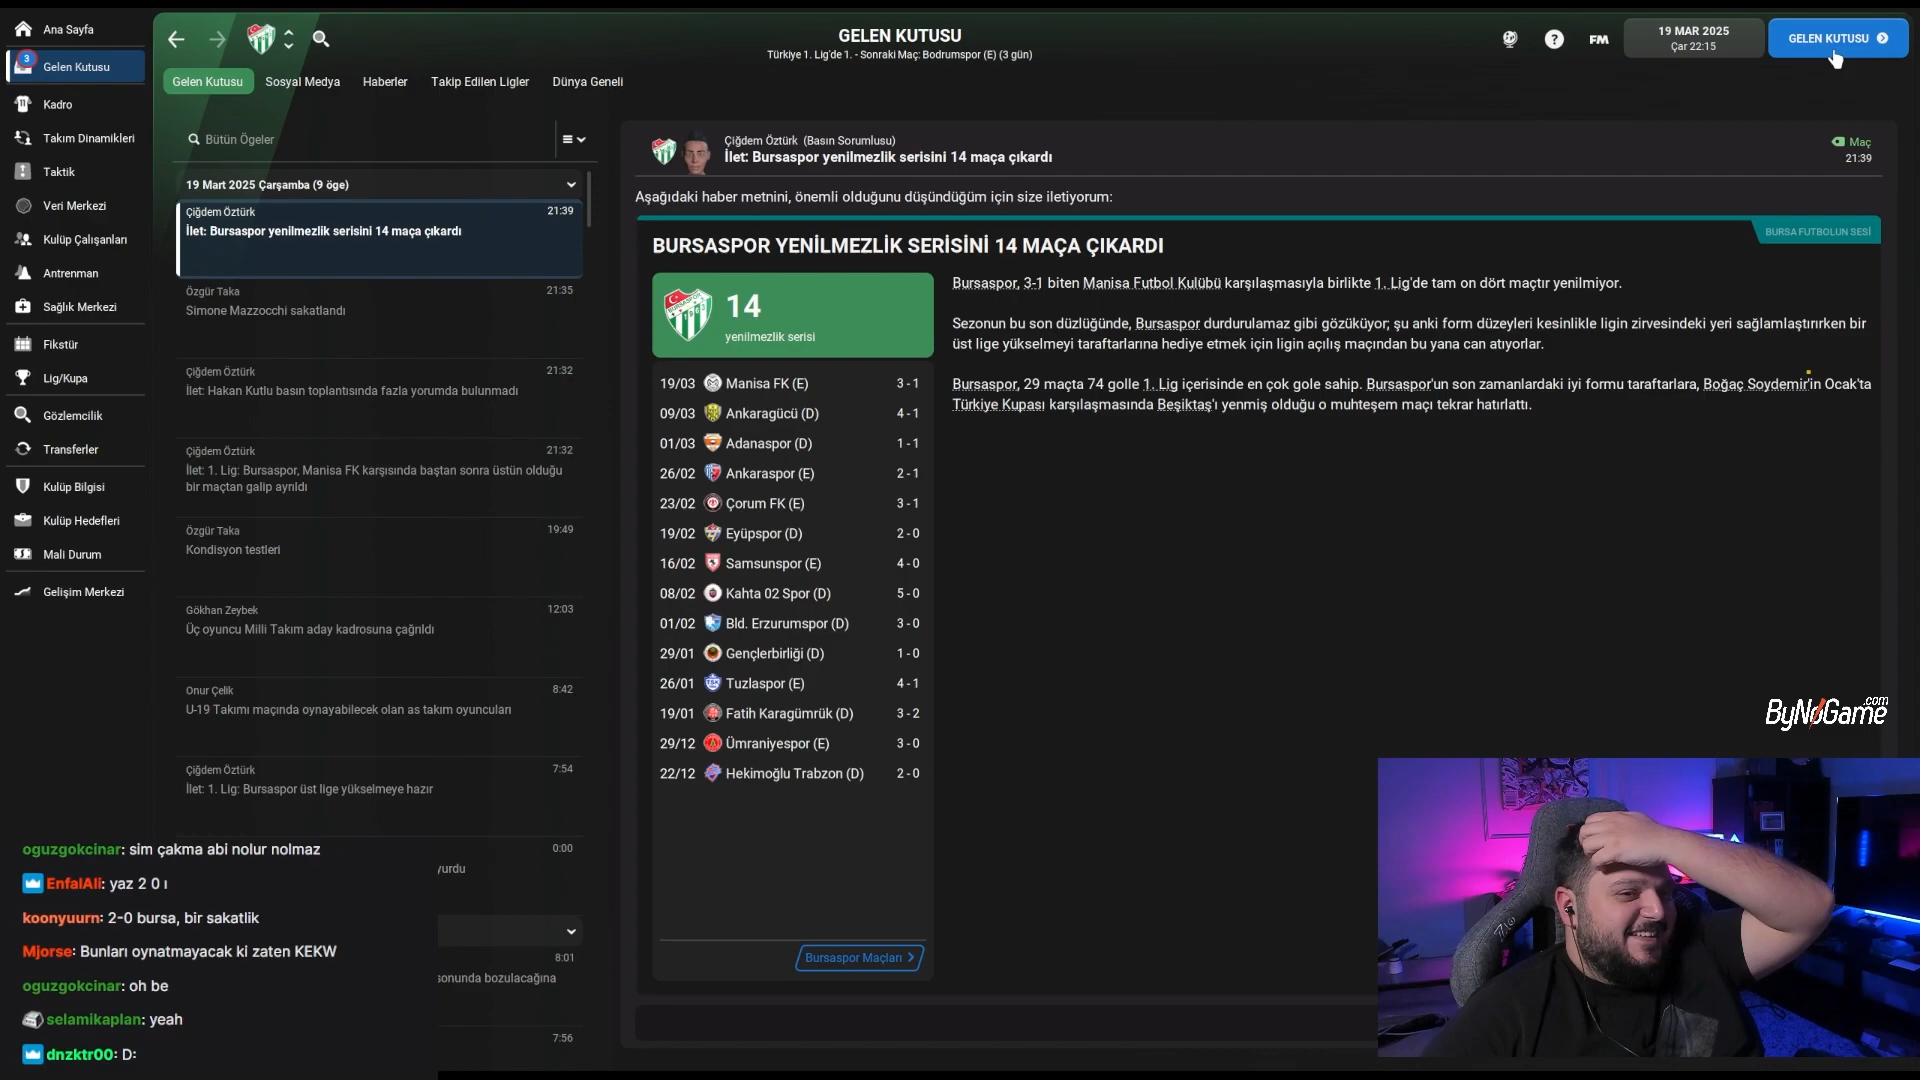 Ana Sayfa
3
Gelen Kutusu
Kadro
Takım Dinamikleri
Taktik
Veri Merkezi
Kulüp Çalışanları
Antrenman
Sağlık Merkezi
Fikstür
Lig/Kupa
Gözlemcilik
Transferler
Kulüp Bilgisi
Kulüp Hedefleri
Mali Durum
Gelişim Merkezi
GELEN KUTUSU
Türkiye 1. Lig'de 1. - Sonraki Maç: Bodrumspor (E) (3 gün)
FM
19 MAR 2025
Çar 22:15
GELEN KUTUSU
Gelen Kutusu
Sosyal Medya
Haberler
Takip Edilen Ligler
Dünya Geneli
Bütün Ögeler
19 Mart 2025 Çarşamba (9 öge)
Çiğdem Öztürk 21:39
İlet: Bursaspor yenilmezlik serisini 14 maça çıkardı
Özgür Taka 21:35
Simone Mazzocchi sakatlandı
Çiğdem Öztürk 21:32
İlet: Hakan Kutlu basın toplantısında fazla yorumda bulunmadı
Çiğdem Öztürk 21:32
İlet: 1. Lig: Bursaspor, Manisa FK karşısında baştan sonra üstün olduğu
bir maçtan galip ayrıldı
Özgür Taka 19:49
Kondisyon testleri
Gökhan Zeybek 12:03
Üç oyuncu Milli Takım aday kadrosuna çağrıldı
Onur Çelik 8:42
U-19 Takımı maçında oynayabilecek olan as takım oyuncuları
Çiğdem Öztürk 7:54
İlet: 1. Lig: Bursaspor üst lige yükselmeye hazır
0:00
yurdu
8:01
sonunda bozulacağına
7:56
Çiğdem Öztürk (Basın Sorumlusu)
İlet: Bursaspor yenilmezlik serisini 14 maça çıkardı
Maç
21:39
Aşağıdaki haber metnini, önemli olduğunu düşündüğüm için size iletiyorum:
BURSA FUTBOLUN SESİ
BURSASPOR YENİLMEZLİK SERİSİNİ 14 MAÇA ÇIKARDI
14
yenilmezlik serisi
19/03 Manisa FK (E) 3 - 1
09/03 Ankaragücü (D) 4 - 1
01/03 Adanaspor (D) 1 - 1
26/02 Ankaraspor (E) 2 - 1
23/02 Çorum FK (E) 3 - 1
19/02 Eyüpspor (D) 2 - 0
16/02 Samsunspor (E) 4 - 0
08/02 Kahta 02 Spor (D) 5 - 0
01/02 Bld. Erzurumspor (D) 3 - 0
29/01 Gençlerbirliği (D) 1 - 0
26/01 Tuzlaspor (E) 4 - 1
19/01 Fatih Karagümrük (D) 3 - 2
29/12 Ümraniyespor (E) 3 - 0
22/12 Hekimoğlu Trabzon (D) 2 - 0
Bursaspor Maçları
Bursaspor, 3-1 biten Manisa Futbol Kulübü karşılaşmasıyla birlikte 1. Lig'de tam on dört maçtır yenilmiyor.
Sezonun bu son düzlüğünde, Bursaspor durdurulamaz gibi gözüküyor; şu anki form düzeyleri kesinlikle ligin zirvesindeki yeri sağlamlaştırırken bir
üst lige yükselmeyi taraftarlarına hediye etmek için ligin açılış maçından bu yana can atıyorlar.
Bursaspor, 29 maçta 74 golle 1. Lig içerisinde en çok gole sahip. Bursaspor'un son zamanlardaki iyi formu taraftarlara, Boğaç Soydemir'in Ocak'ta
Türkiye Kupası karşılaşmasında Beşiktaş'ı yenmiş olduğu o muhteşem maçı tekrar hatırlattı.
ByNoGame.com
oguzgokcinar: sim çakma abi nolur nolmaz
EnfalAli: yaz 2 0 ı
koonyuurn: 2-0 bursa, bir sakatlik
Mjorse: Bunları oynatmayacak ki zaten KEKW
oguzgokcinar: oh be
selamikaplan: yeah
dnzktr00: D: